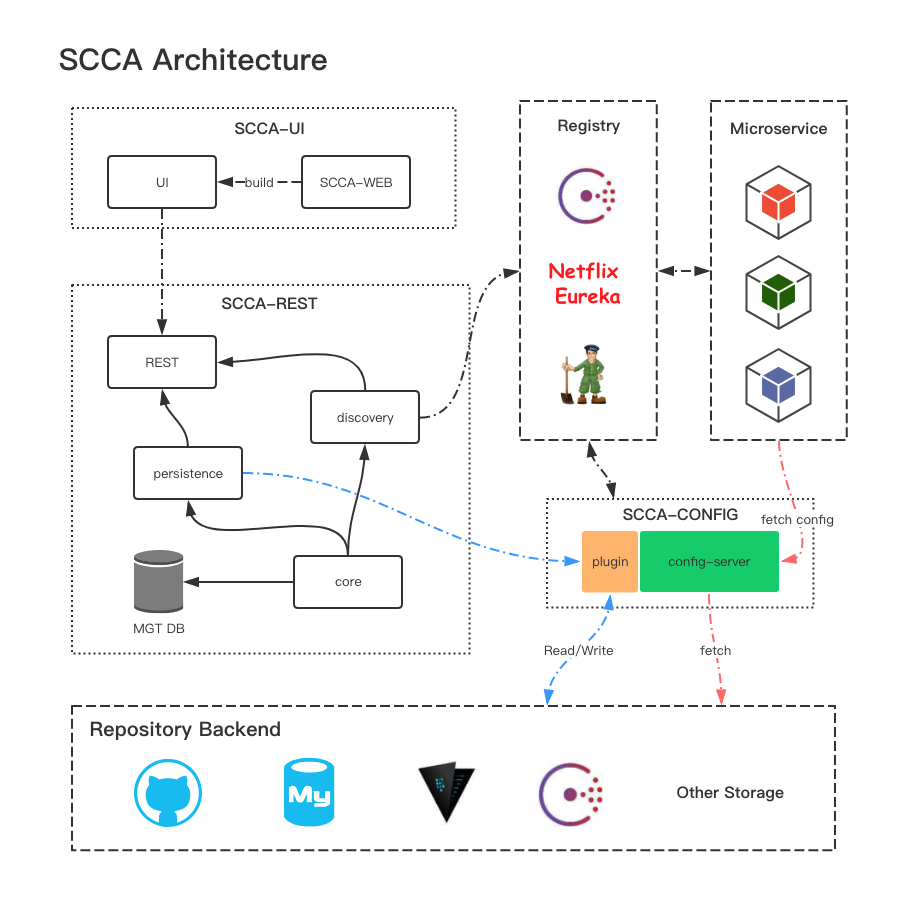 SCCA Architecture
SCCA-UI
UI
build
SCCA-WEB
Registry
Netflix
Eureka
Microservice
SCCA-REST
REST
discovery
persistence
core
MGT DB
SCCA-CONFIG
fetch config
plugin
config-server
Read/Write
fetch
Repository Backend
My
Other Storage